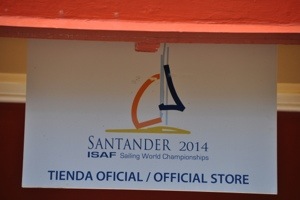 SANTANDER 2014
ISAF Sailing World Championships
TIENDA OFICIAL / OFFICIAL STORE